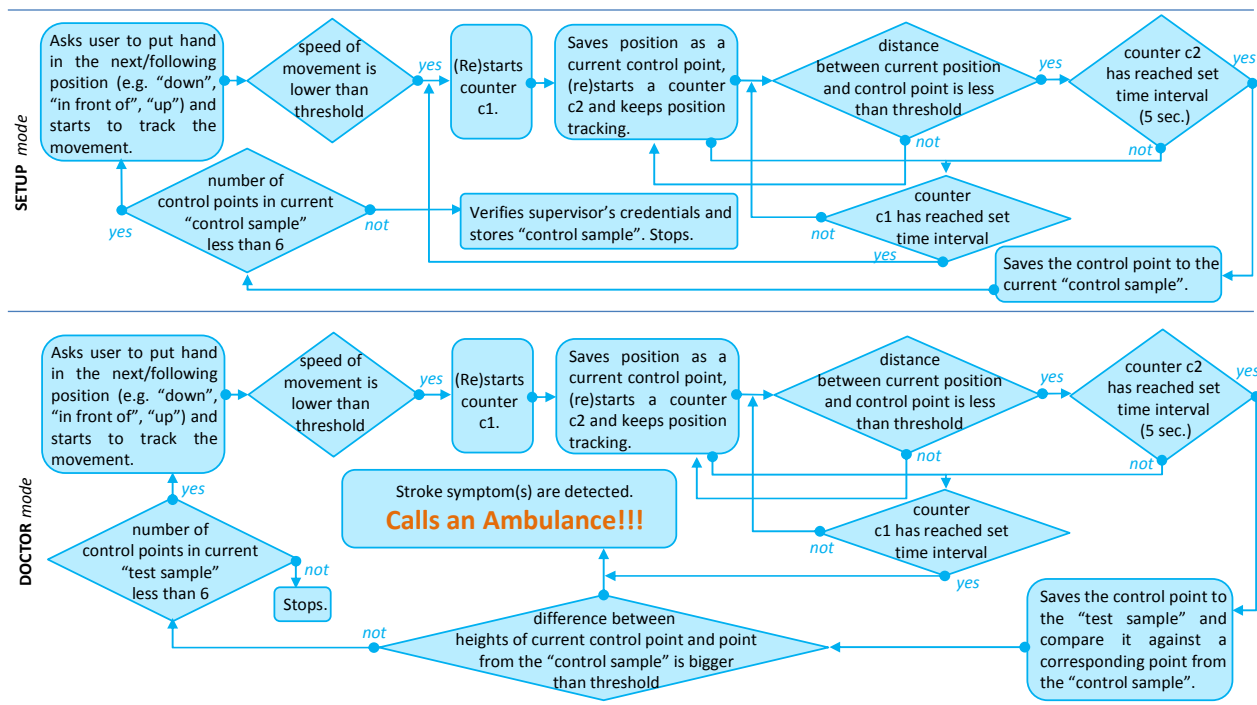 SETUP mode
Asks user to put hand
in the next/following
position (e.g. “down”,
“in front of”, “up”) and
starts to track the
movement.
speed of
movement is
lower than
threshold
yes
(Re)starts
counter
c1.
Saves position as a
current control point,
(re)starts a counter
c2 and keeps position
tracking.
distance
between current position
and control point is less
than threshold
yes
not
counter c2
has reached set
time interval
(5 sec.)
yes
not
number of
control points in current
“control sample”
less than 6
yes
not
Verifies supervisor’s credentials and
stores “control sample”. Stops.
counter
c1 has reached set
time interval
not
yes
Saves the control point to the
current “control sample”.
DOCTOR mode
Asks user to put hand
in the next/following
position (e.g. “down”,
“in front of”, “up”) and
starts to track the
movement.
speed of
movement is
lower than
threshold
yes
(Re)starts
counter
c1.
Saves position as a
current control point,
(re)starts a counter
c2 and keeps position
tracking.
distance
between current position
and control point is less
than threshold
yes
not
counter c2
has reached set
time interval
(5 sec.)
yes
not
yes
number of
control points in current
“test sample”
less than 6
not
Stops.
Stroke symptom(s) are detected.
Calls an Ambulance!!!
counter
c1 has reached set
time interval
not
yes
difference between
heights of current control point and point
from the “control sample” is bigger
than threshold
not
Saves the control point to
the “test sample” and
compare it against a
corresponding point from
the “control sample”.